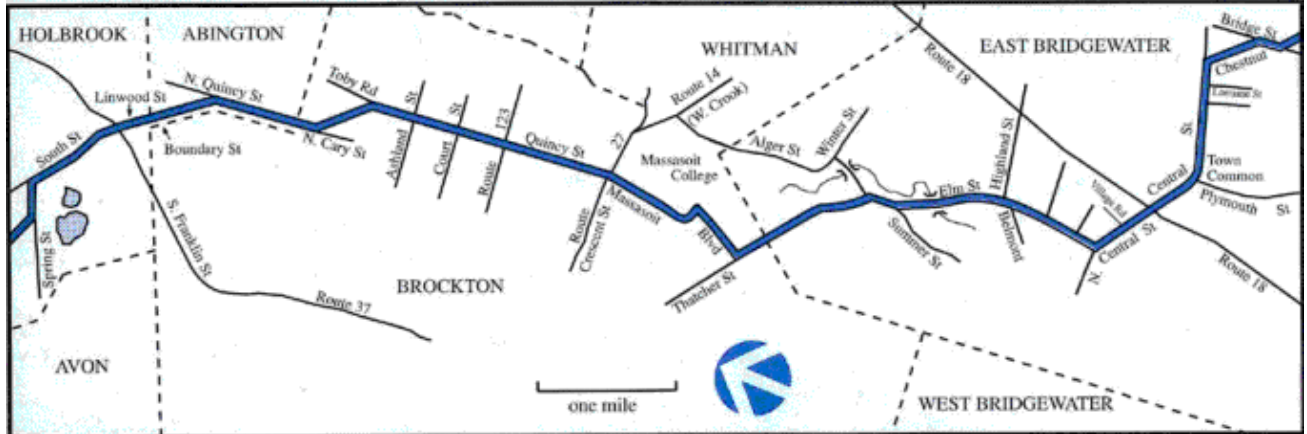 HOLBROOK
ABINGTON
WHITMAN
EAST BRIDGEWATER
Bridge St
Chestnut
St
Linwood St
N. Quincy St
Toby Rd
Route 14
(W. Crook)
Route 18
South St
Boundary St
N. Cary St
Ashland St
Court St
Route 123
Quincy St
27
Alger St
Winter St
Highland St
Massasoit
College
Village Rd
Central
Town
Common
Plymouth St
Spring St
S. Franklin St
Route
Crescent St
Massasoit
Blvd
Elm St
Belmont
N. Central St
Summer St
Thatcher St
Route 18
BROCKTON
Route 37
AVON
one mile
WEST BRIDGEWATER